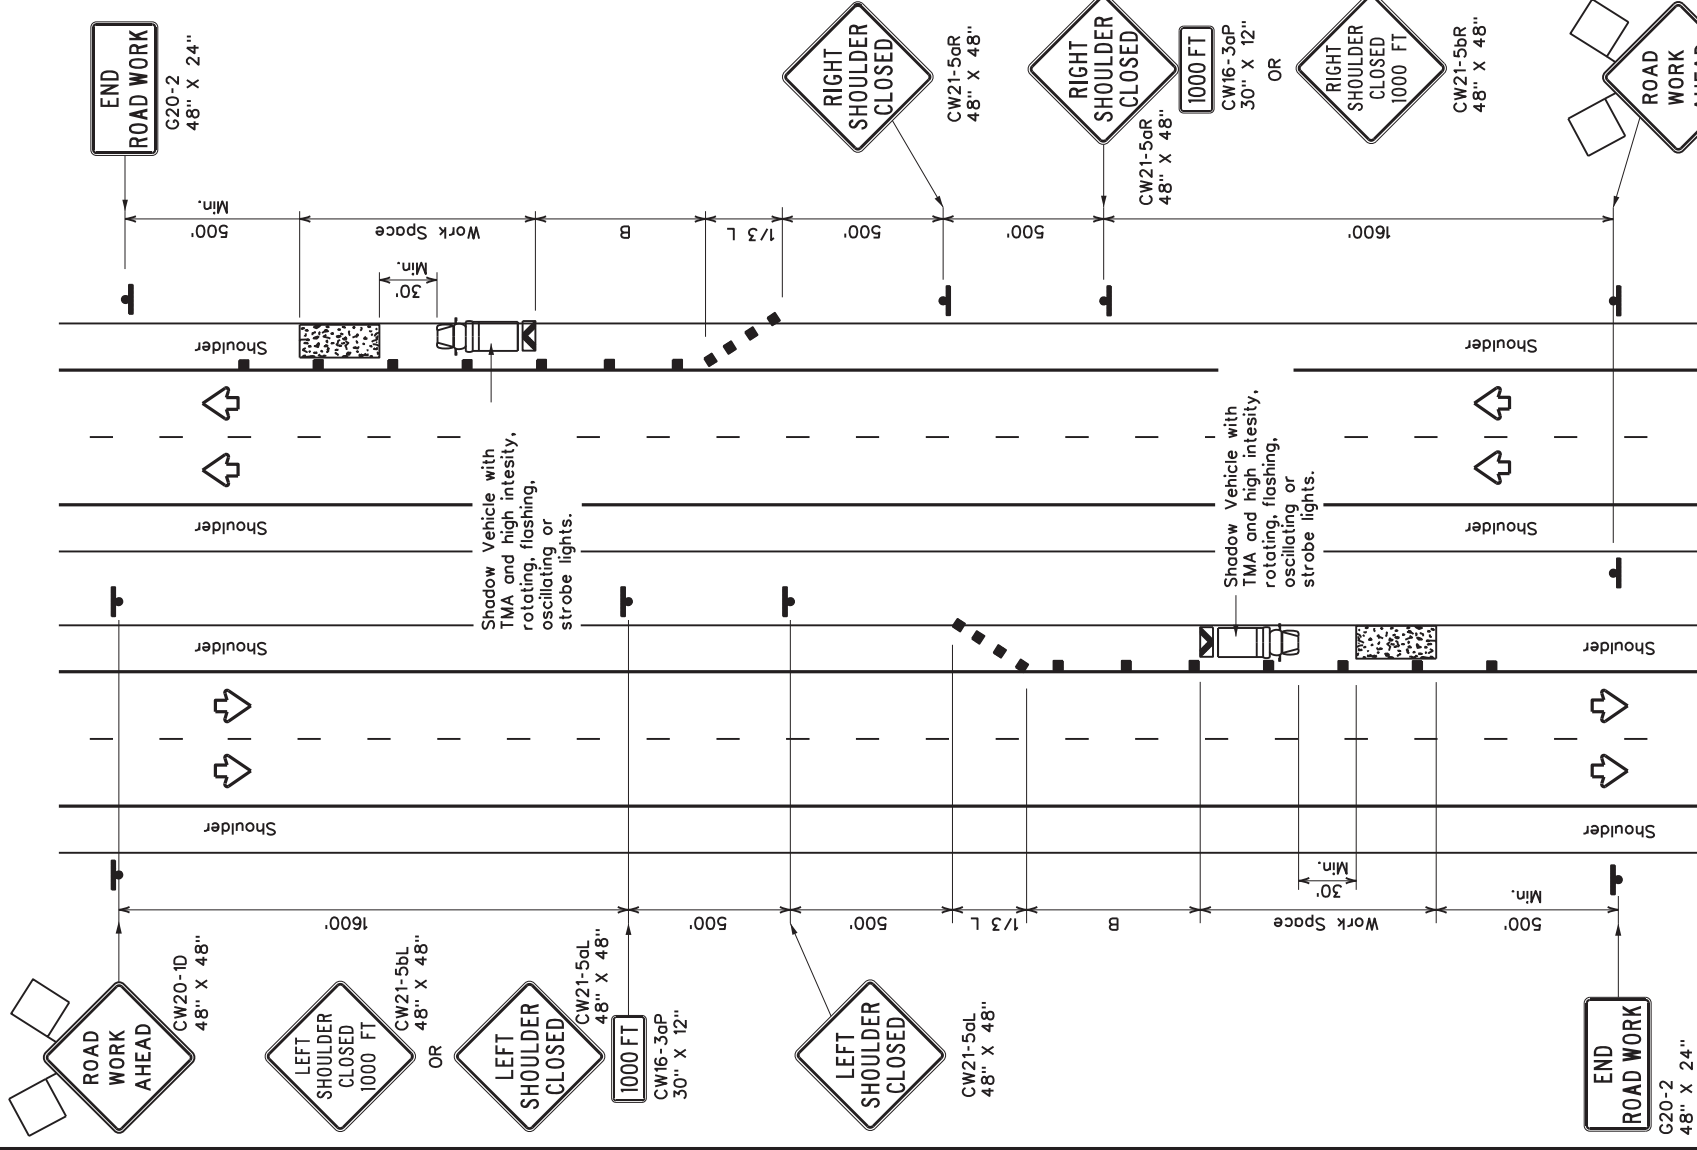 END
ROAD WORK
G20-2
48" X 24"
RIGHT
SHOULDER
CLOSED
CW21-5aR
48" X 48"
RIGHT
SHOULDER
CLOSED
CW21-5aR
48" X 48"
1000 FT
CW16-3aP
30" X 12"
OR
RIGHT
SHOULDER
CLOSED
1000 FT
CW21-5bR
48" X 48"
ROAD
WORK
500'
Min.
Work Space
B
1/3 L
500'
500'
1600'
30'
Min.
Shoulder
Shoulder
Shoulder
Shoulder
Shadow Vehicle with
TMA and high intesity,
rotating, flashing,
oscillating or
strobe lights.
Shadow Vehicle with
TMA and high intesity,
rotating, flashing,
oscillating or
strobe lights.
Shoulder
Shoulder
Shoulder
Shoulder
30'
Min.
1600'
500'
500'
1/3 L
B
Work Space
500'
Min.
ROAD
WORK
AHEAD
CW20-1D
48" X 48"
LEFT
SHOULDER
CLOSED
1000 FT
CW21-5bL
48" X 48"
OR
LEFT
SHOULDER
CLOSED
CW21-5aL
48" X 48"
1000 FT
CW16-3aP
30" X 12"
LEFT
SHOULDER
CLOSED
CW21-5aL
48" X 48"
END
ROAD WORK
G20-2
48" X 24"